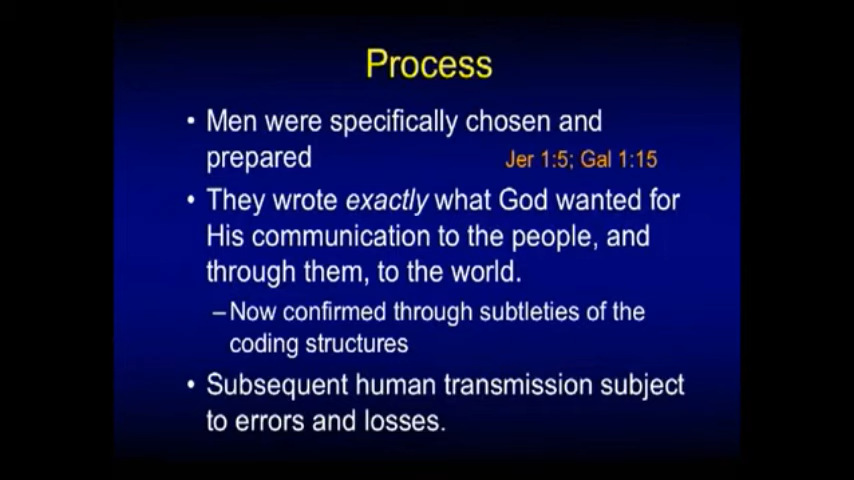 Process
• Men were specifically chosen and
prepared Jer 1:5; Gal 1:15
• They wrote exactly what God wanted for
His communication to the people, and
through them, to the world.
– Now confirmed through subtleties of the
coding structures
• Subsequent human transmission subject
to errors and losses.